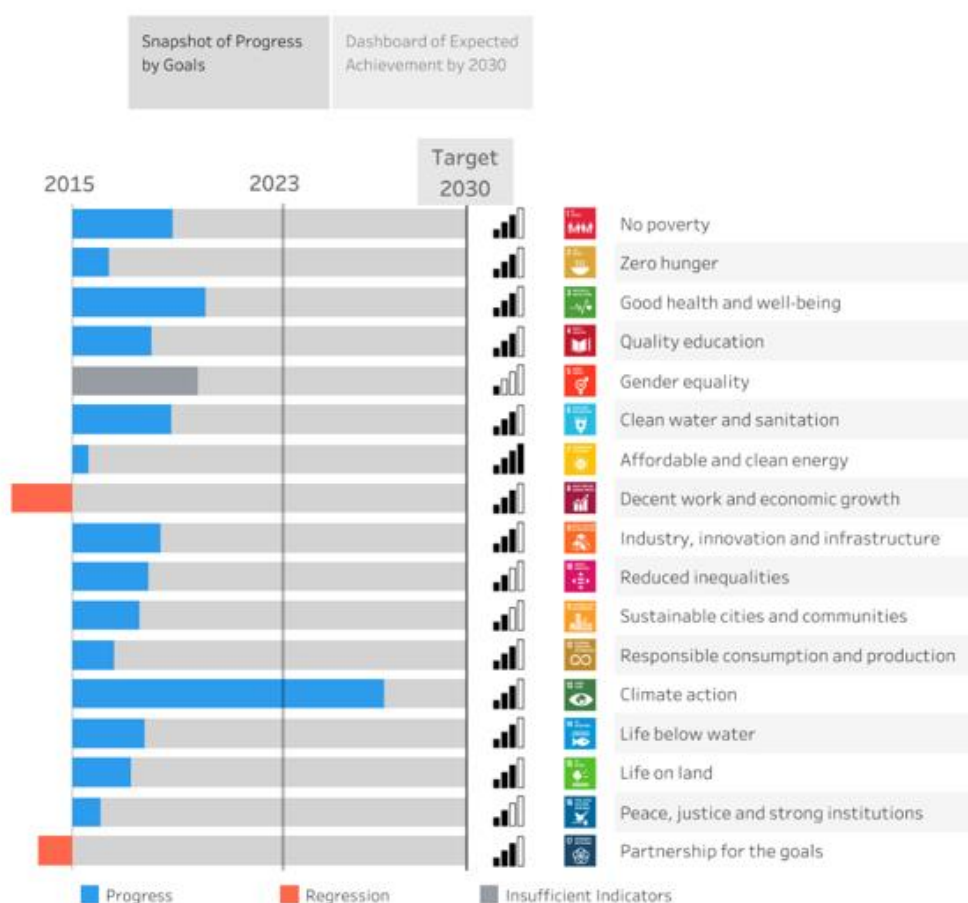 Snapshot of Progress
by Goals
Dashboard of Expected
Achievement by 2030
2015
2023
Target
2030
No poverty
Zero hunger
Good health and well-being
Quality education
Gender equality
Clean water and sanitation
Affordable and clean energy
Decent work and economic growth
Industry, innovation and infrastructure
Reduced inequalities
Sustainable cities and communities
Responsible consumption and production
Climate action
Life below water
Life on land
Peace, justice and strong institutions
Partnership for the goals
Progress
Regression
Insufficient Indicators